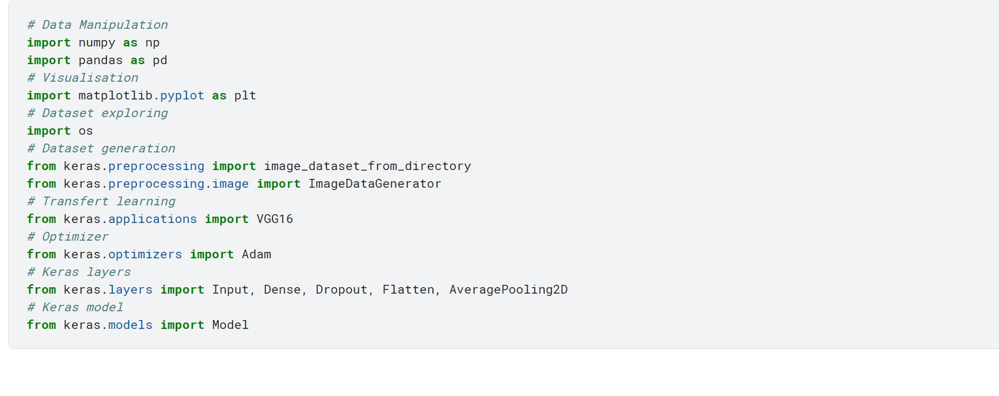 # Data Manipulation
import numpy as np
import pandas as pd
# Visualisation
import matplotlib.pyplot as plt
# Dataset exploring
import os
# Dataset generation
from keras.preprocessing import image_dataset_from_directory
from keras.preprocessing.image import ImageDataGenerator
# Transfert learning
from keras.applications import VGG16
# Optimizer
from keras.optimizers import Adam
# Keras layers
from keras.layers import Input, Dense, Dropout, Flatten, AveragePooling2D
# Keras model
from keras.models import Model